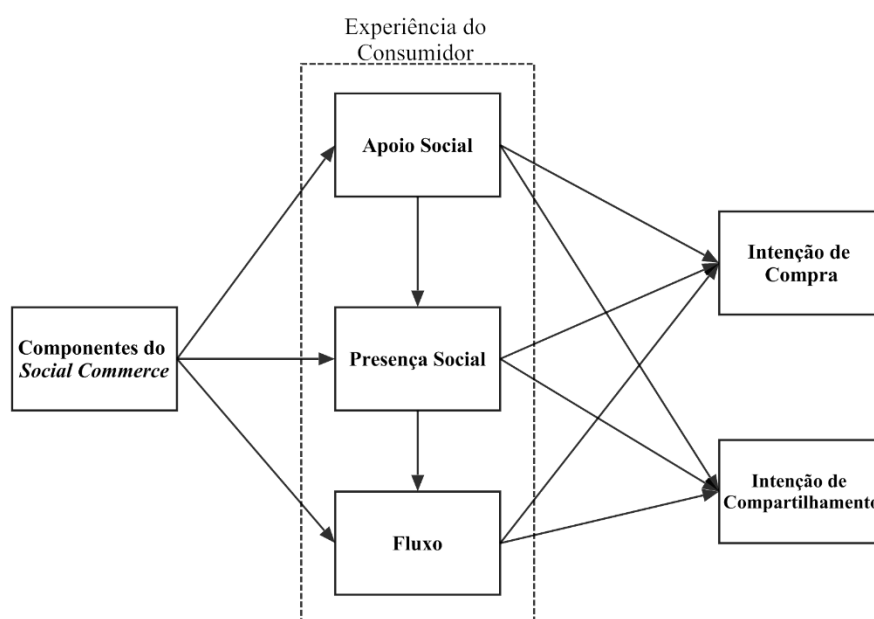 Experiência do
Consumidor
Apoio Social
Intenção de
Compra
Componentes do
Social Commerce
Presença Social
Intenção de
Compartilhamento
Fluxo